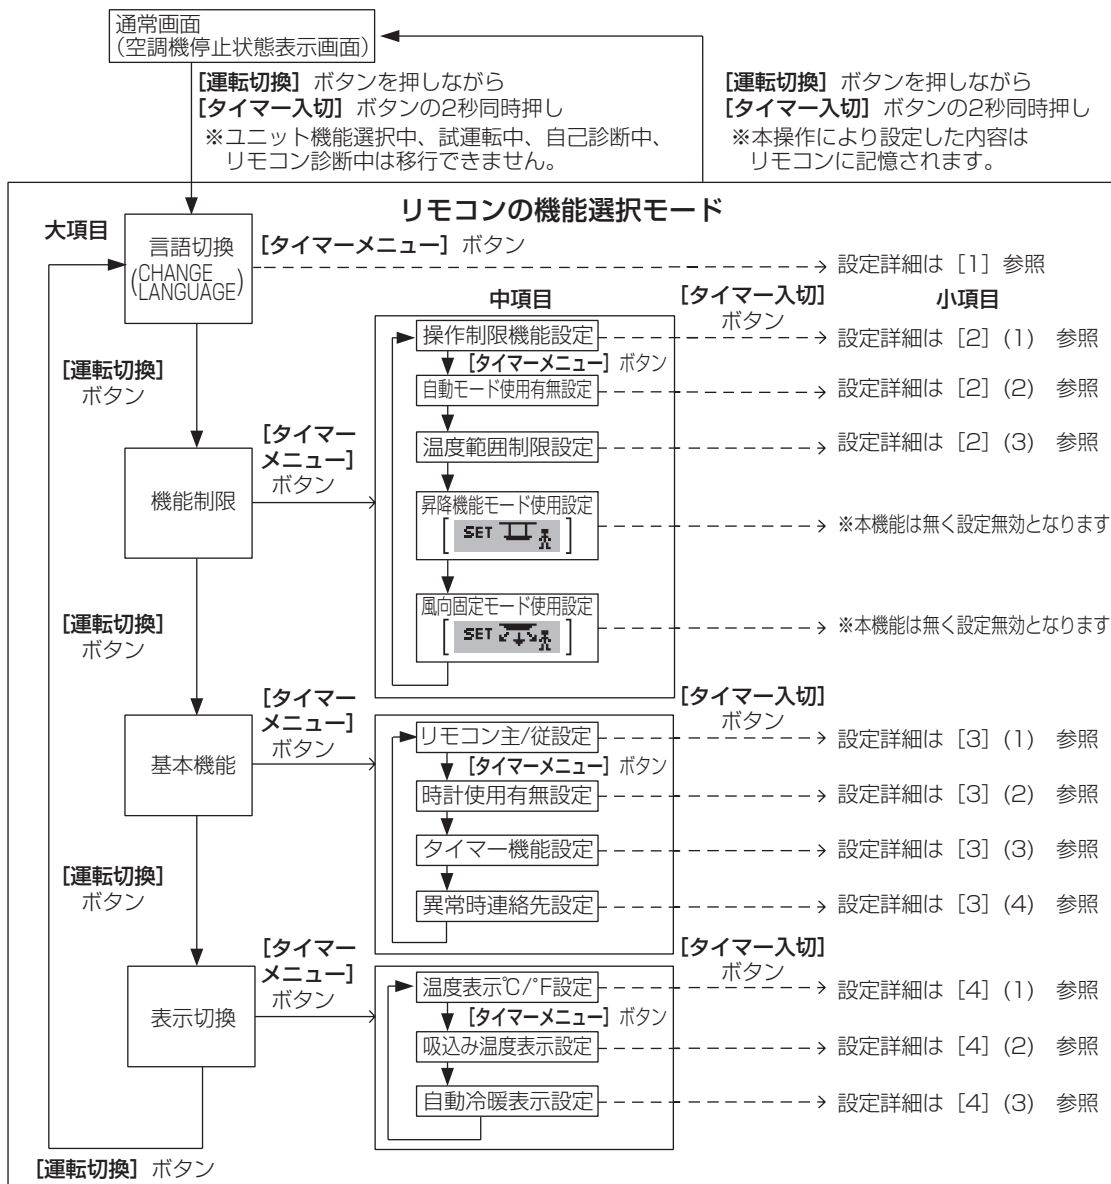 通常画面
(空調機停止状態表示画面)
[運転切換] ボタンを押しながら
[タイマー入切] ボタンの2秒同時押し
※ユニット機能選択中、試運転中、自己診断中、
リモコン診断中は移行できません。
[運転切換] ボタンを押しながら
[タイマー入切] ボタンの2秒同時押し
※本操作により設定した内容は
リモコンに記憶されます。
リモコンの機能選択モード
大項目
言語切換
(CHANGE
LANGUAGE)
[タイマーメニュー] ボタン
設定詳細は [1] 参照
中項目
[タイマー入切]
ボタン
小項目
操作制限機能設定
設定詳細は [2] (1) 参照
[タイマーメニュー] ボタン
自動モード使用有無設定
設定詳細は [2] (2) 参照
温度範囲制限設定
設定詳細は [2] (3) 参照
昇降機能モード使用設定
[ SET ]
※本機能は無く設定無効となります
風向固定モード使用設定
[ SET ]
※本機能は無く設定無効となります
[運転切換]
ボタン
機能制限
[タイマー
メニュー]
ボタン
[運転切換]
ボタン
基本機能
[タイマー
メニュー]
ボタン
[タイマー入切]
ボタン
リモコン主/従設定
設定詳細は [3] (1) 参照
[タイマーメニュー] ボタン
時計使用有無設定
設定詳細は [3] (2) 参照
タイマー機能設定
設定詳細は [3] (3) 参照
異常時連絡先設定
設定詳細は [3] (4) 参照
[運転切換]
ボタン
表示切換
[タイマー
メニュー]
ボタン
[タイマー入切]
ボタン
温度表示℃/°F設定
設定詳細は [4] (1) 参照
[タイマーメニュー] ボタン
吸込み温度表示設定
設定詳細は [4] (2) 参照
自動冷暖表示設定
設定詳細は [4] (3) 参照
[運転切換] ボタン